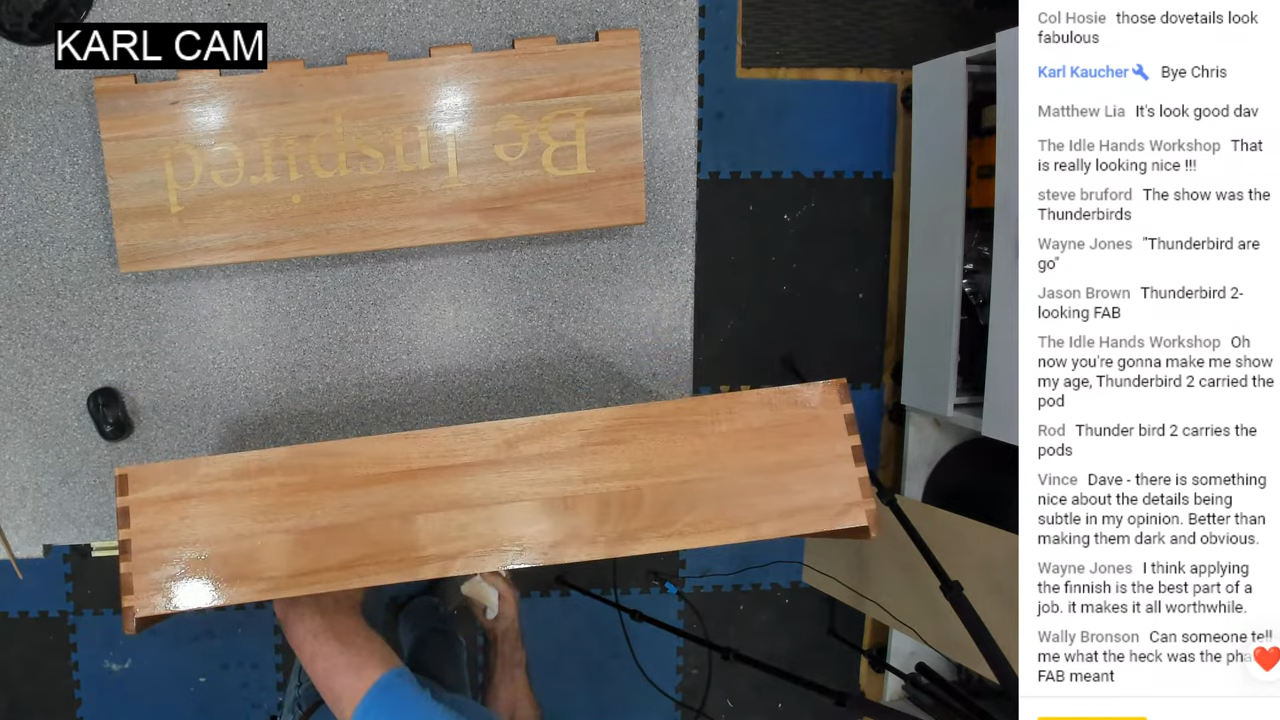 KARL CAM
Be Inspired
Col Hosie those dovetails look
fabulous
Karl Kaucher Bye Chris
Matthew Lia It's look good dav
The Idle Hands Workshop That
is really looking nice !!!
steve bruford The show was the
Thunderbirds
Wayne Jones "Thunderbird are
go"
Jason Brown Thunderbird 2-
looking FAB
The Idle Hands Workshop Oh
now you're gonna make me show
my age, Thunderbird 2 carried the
pod
Rod Thunder bird 2 carries the
pods
Vince Dave - there is something
nice about the details being
subtle in my opinion. Better than
making them dark and obvious.
Wayne Jones I think applying
the finnish is the best part of a
job. it makes it all worthwhile.
Wally Bronson Can someone tell
me what the heck was the
FAB meant